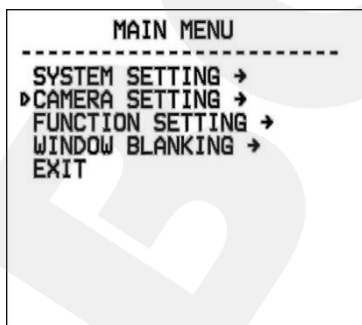 MAIN MENU
SYSTEM SETTING →
▷CAMERA SETTING →
FUNCTION SETTING →
WINDOW BLANKING →
EXIT